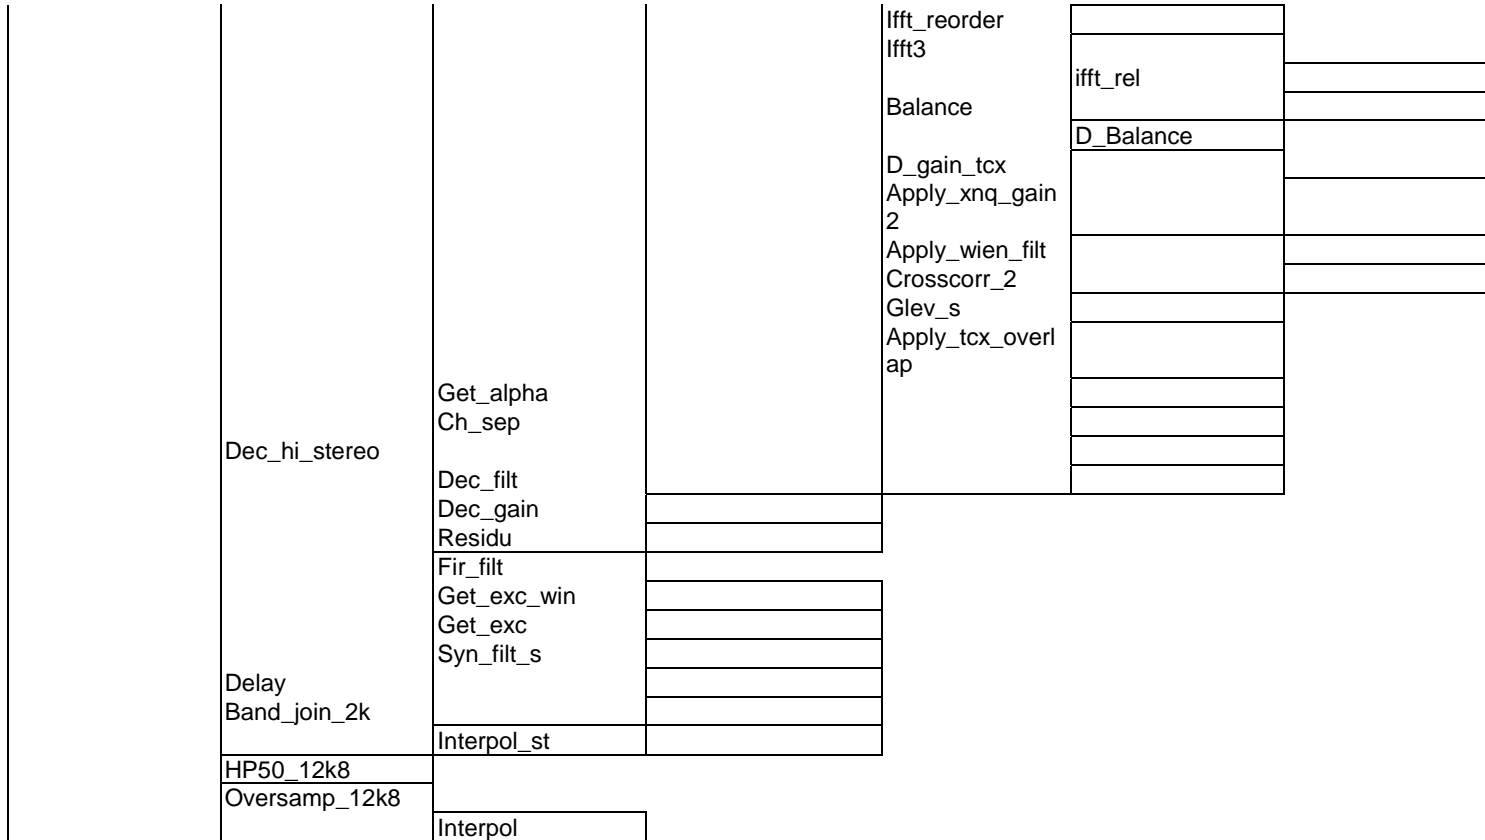 Ifft_reorder
Ifft3
ifft_rel
Balance
D_Balance
D_gain_tcx
Apply_xnq_gain
2
Apply_wien_filt
Crosscorr_2
Glev_s
Apply_tcx_overl
ap
Get_alpha
Ch_sep
Dec_hi_stereo
Dec_filt
Dec_gain
Residu
Fir_filt
Get_exc_win
Get_exc
Syn_filt_s
Delay
Band_join_2k
Interpol_st
HP50_12k8
Oversamp_12k8
Interpol